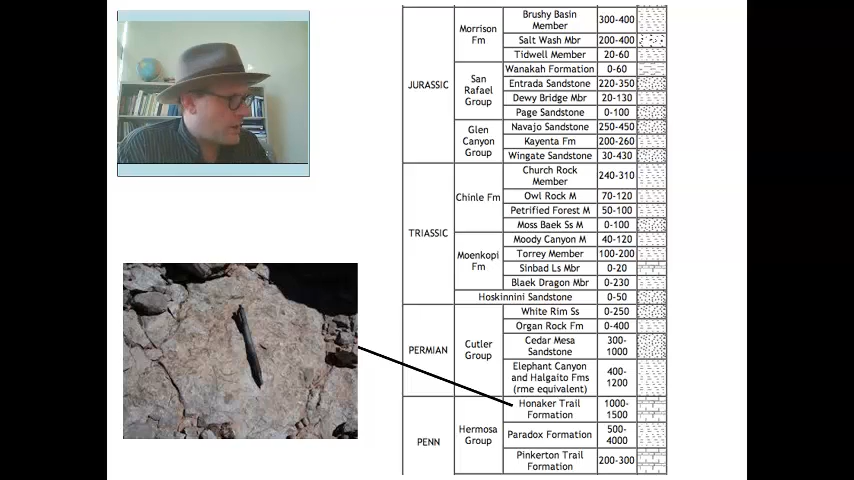 JURASSIC
Morrison
Fm
Brushy Basin
Member
300-400
Salt Wash Mbr
200-400
Tidwell Member
20-60
San
Rafael
Group
Wanakah Formation
0-60
Entrada Sandstone
220-350
Dewy Bridge Mbr
20-130
Page Sandstone
0-100
Glen
Canyon
Group
Navajo Sandstone
250-450
Kayenta Fm
200-260
Wingate Sandstone
30-430
TRIASSIC
Chinle Fm
Church Rock
Member
240-310
Owl Rock M
70-120
Petrified Forest M
50-100
Moss Baek Ss M
0-100
Moenkopi
Fm
Moody Canyon M
40-120
Torrey Member
100-200
Sinbad Ls Mbr
0-20
Blaek Dragon Mbr
0-230
Hoskinnini Sandstone
0-50
PERMIAN
Cutler
Group
White Rim Ss
0-250
Organ Rock Fm
0-400
Cedar Mesa
Sandstone
300-
1000
Elephant Canyon
and Halgaito Fms
(rme equivalent)
400-
1200
PENN
Hermosa
Group
Honaker Trail
Formation
1000-
1500
Paradox Formation
500-
4000
Pinkerton Trail
Formation
200-300